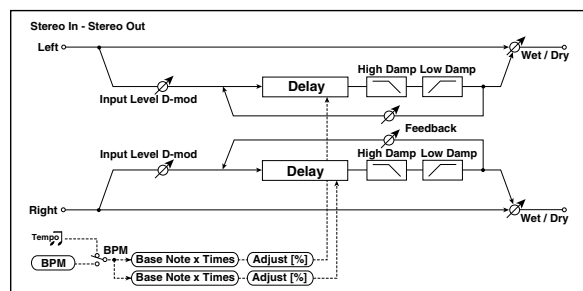 Stereo In - Stereo Out
Left
Wet / Dry
High Damp Low Damp
Input Level D-mod
Delay
Feedback
Input Level D-mod
High Damp Low Damp
Delay
Right
Wet / Dry
Tempo
BPM
BPM
Base Note x Times Adjust [%]
Base Note x Times Adjust [%]